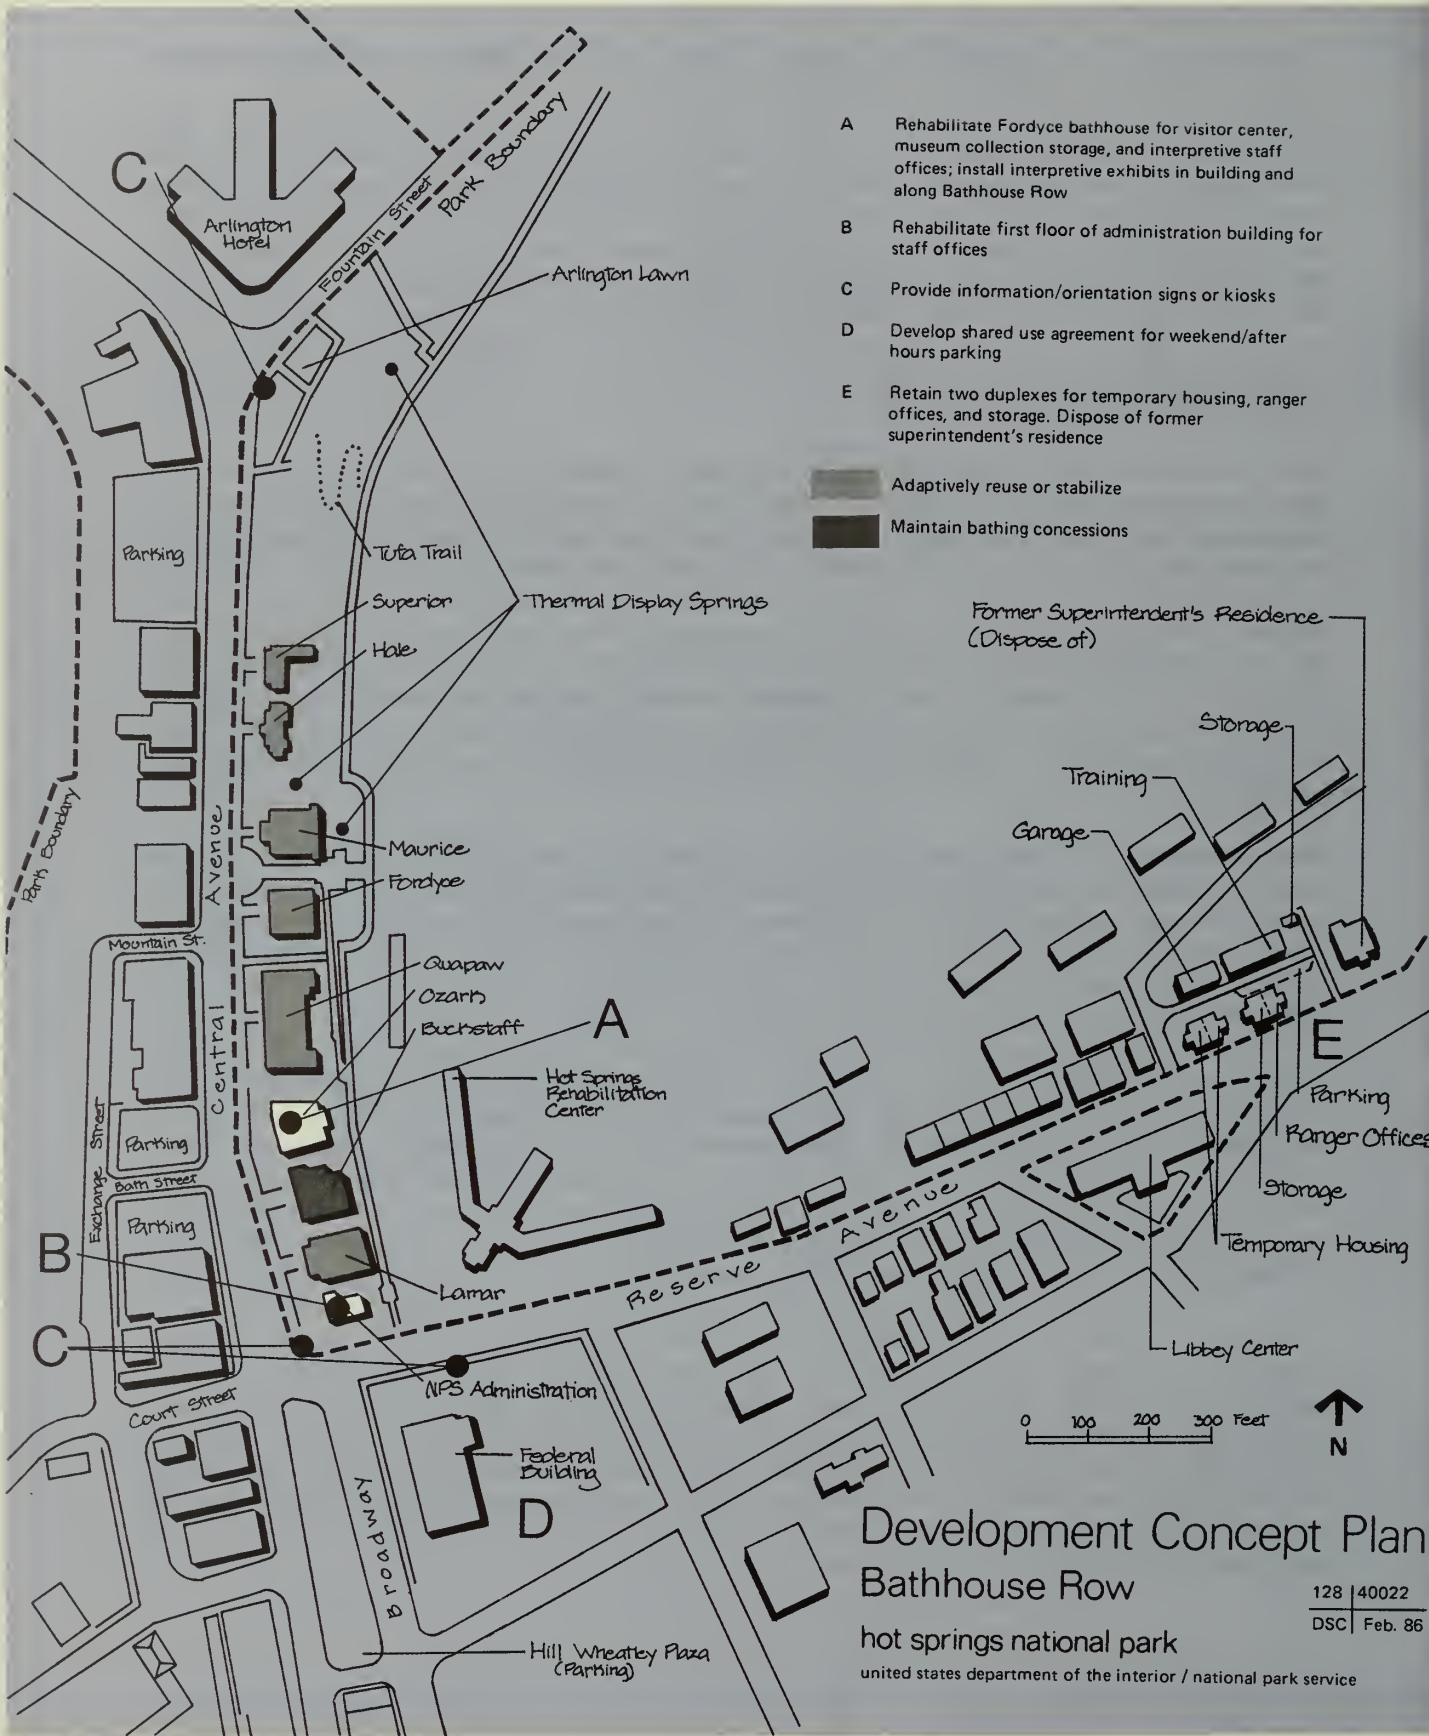 A Rehabilitate Fordyce bathhouse for visitor center,
museum collection storage, and interpretive staff
offices; install interpretive exhibits in building and
along Bathhouse Row
B Rehabilitate first floor of administration building for
staff offices
C Provide information/orientation signs or kiosks
D Develop shared use agreement for weekend/after
hours parking
E Retain two duplexes for temporary housing, ranger
offices, and storage. Dispose of former
superintendent's residence
Adaptively reuse or stabilize
Maintain bathing concessions
C
Arlington
Hotel
Fountain Street
Park Boundary
Arlington Lawn
Parking
Tufa Trail
Superior
Thermal Display Springs
Hale
Former Superintendent's Residence
(Dispose of)
Storage
Training
Garage
Park Boundary
Central Avenue
Maurice
Fordyce
Mountain St.
Quapaw
Ozark
Buckstaff
A
E
Hot Springs
Rehabilitation
Center
Parking
Ranger Offices
Storage
Temporary Housing
Exchange Street
Parking
Bath Street
Parking
B
Lamar
Reserve Avenue
Libbey Center
C
NPS Administration
Court Street
Federal
Building
D
Broadway
Hill Wheatley Plaza
(Parking)
0 100 200 300 Feet
N
Development Concept Plan
Bathhouse Row
128 40022
DSC Feb. 86
hot springs national park
united states department of the interior / national park service